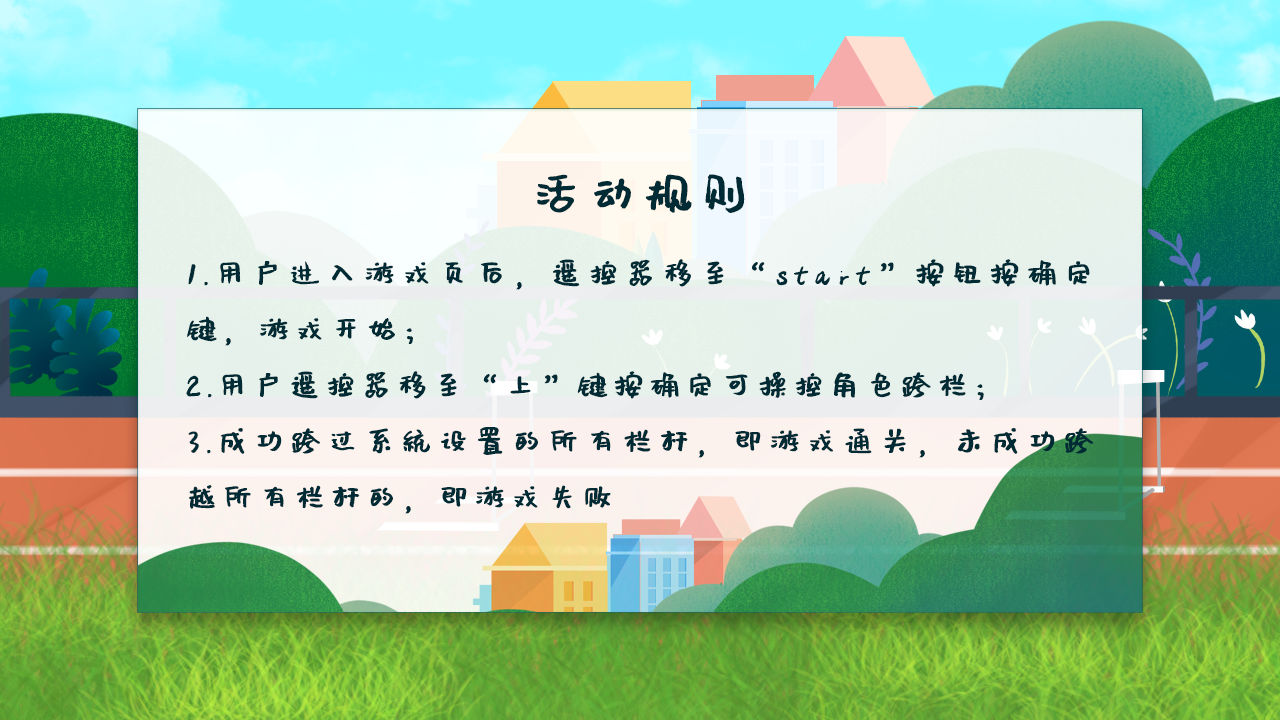 活动规则
1.用户进入游戏页后，遥控器移至“start”按钮按确定
键，游戏开始；
2.用户遥控器移至“上”键按确定可操控角色跨栏；
3.成功跨过系统设置的所有栏杆，即游戏通关，未成功跨
越所有栏杆的，即游戏失败